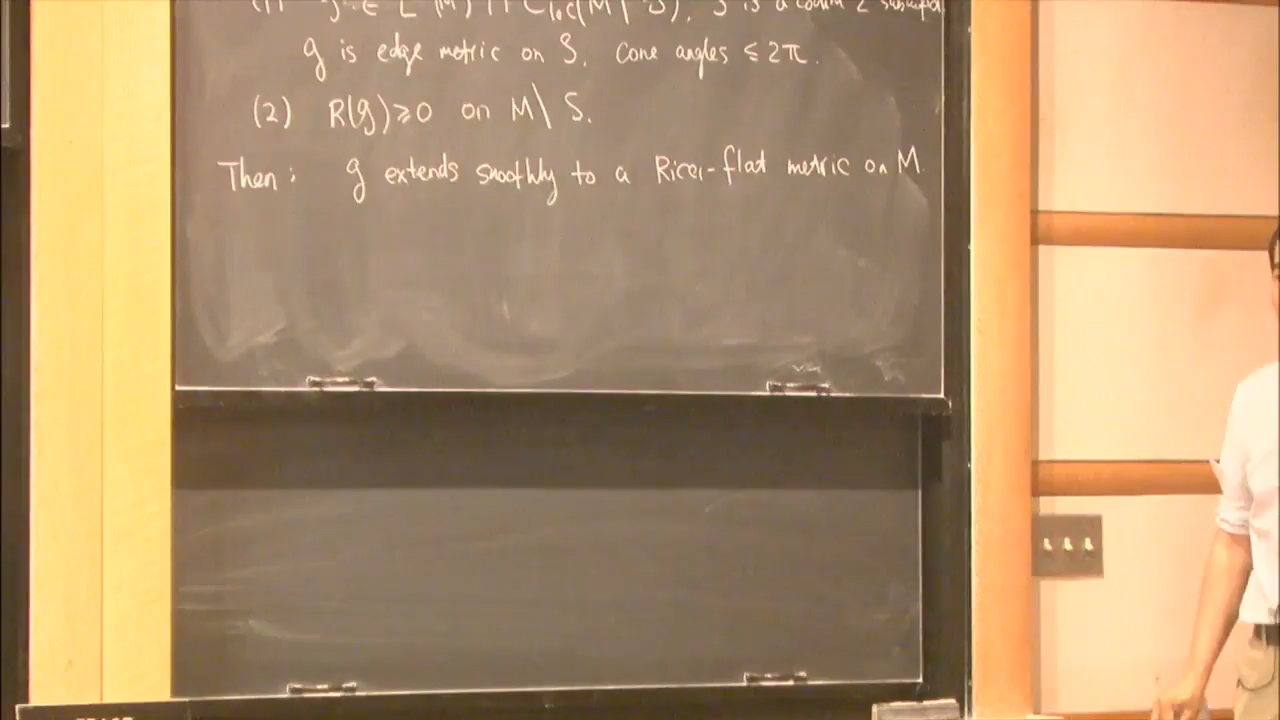 g is edge metric on S. Cone angles ≤ 2π.
(2) R(g) ≥ 0 on M \ S.
Then: g extends smoothly to a Ricci-flat metric on M.